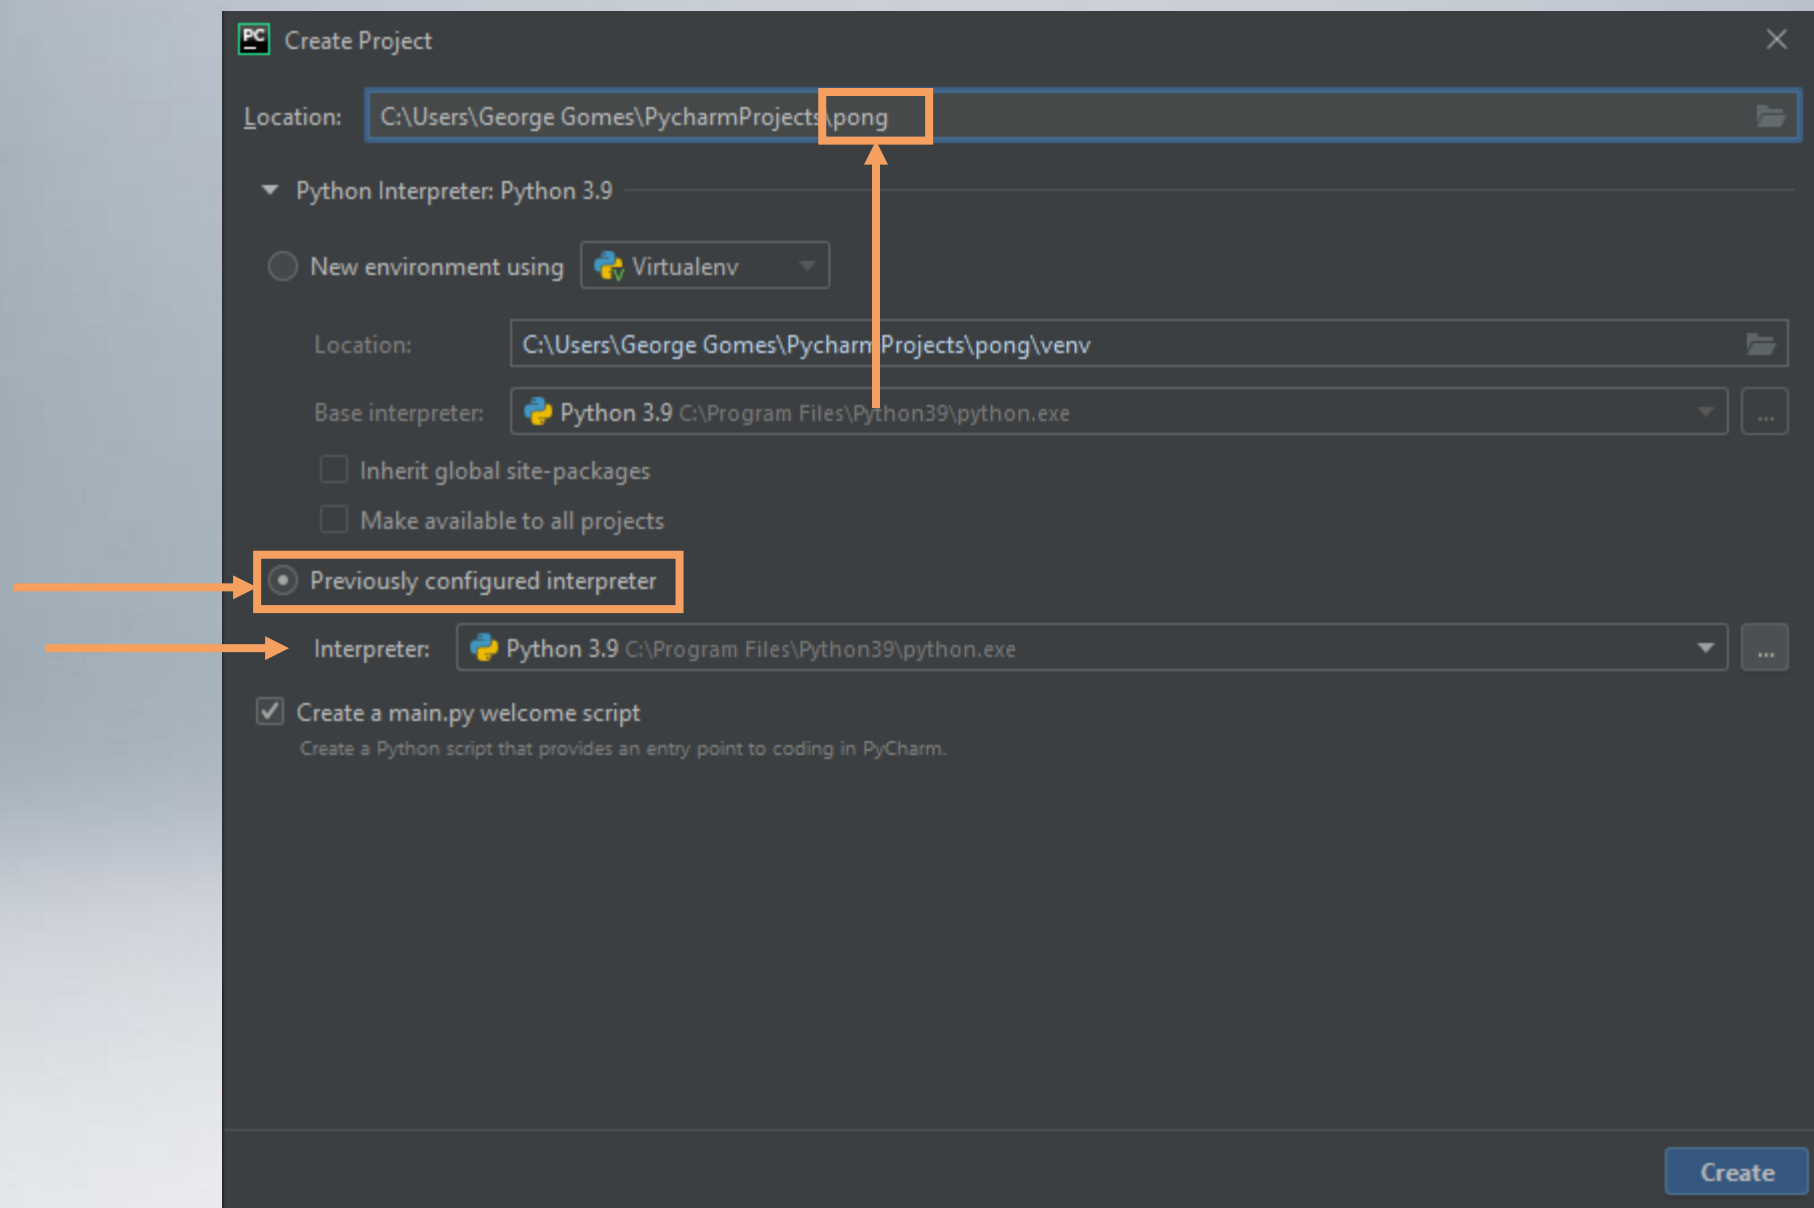 PC Create Project
Location: C:\Users\George Gomes\PycharmProjects\pong
Python Interpreter: Python 3.9
New environment using Virtualenv
Location: C:\Users\George Gomes\PycharmProjects\pong\venv
Base interpreter: Python 3.9 C:\Program Files\Python39\python.exe ...
Inherit global site-packages
Make available to all projects
Previously configured interpreter
Interpreter: Python 3.9 C:\Program Files\Python39\python.exe ...
Create a main.py welcome script
Create a Python script that provides an entry point to coding in PyCharm.
Create